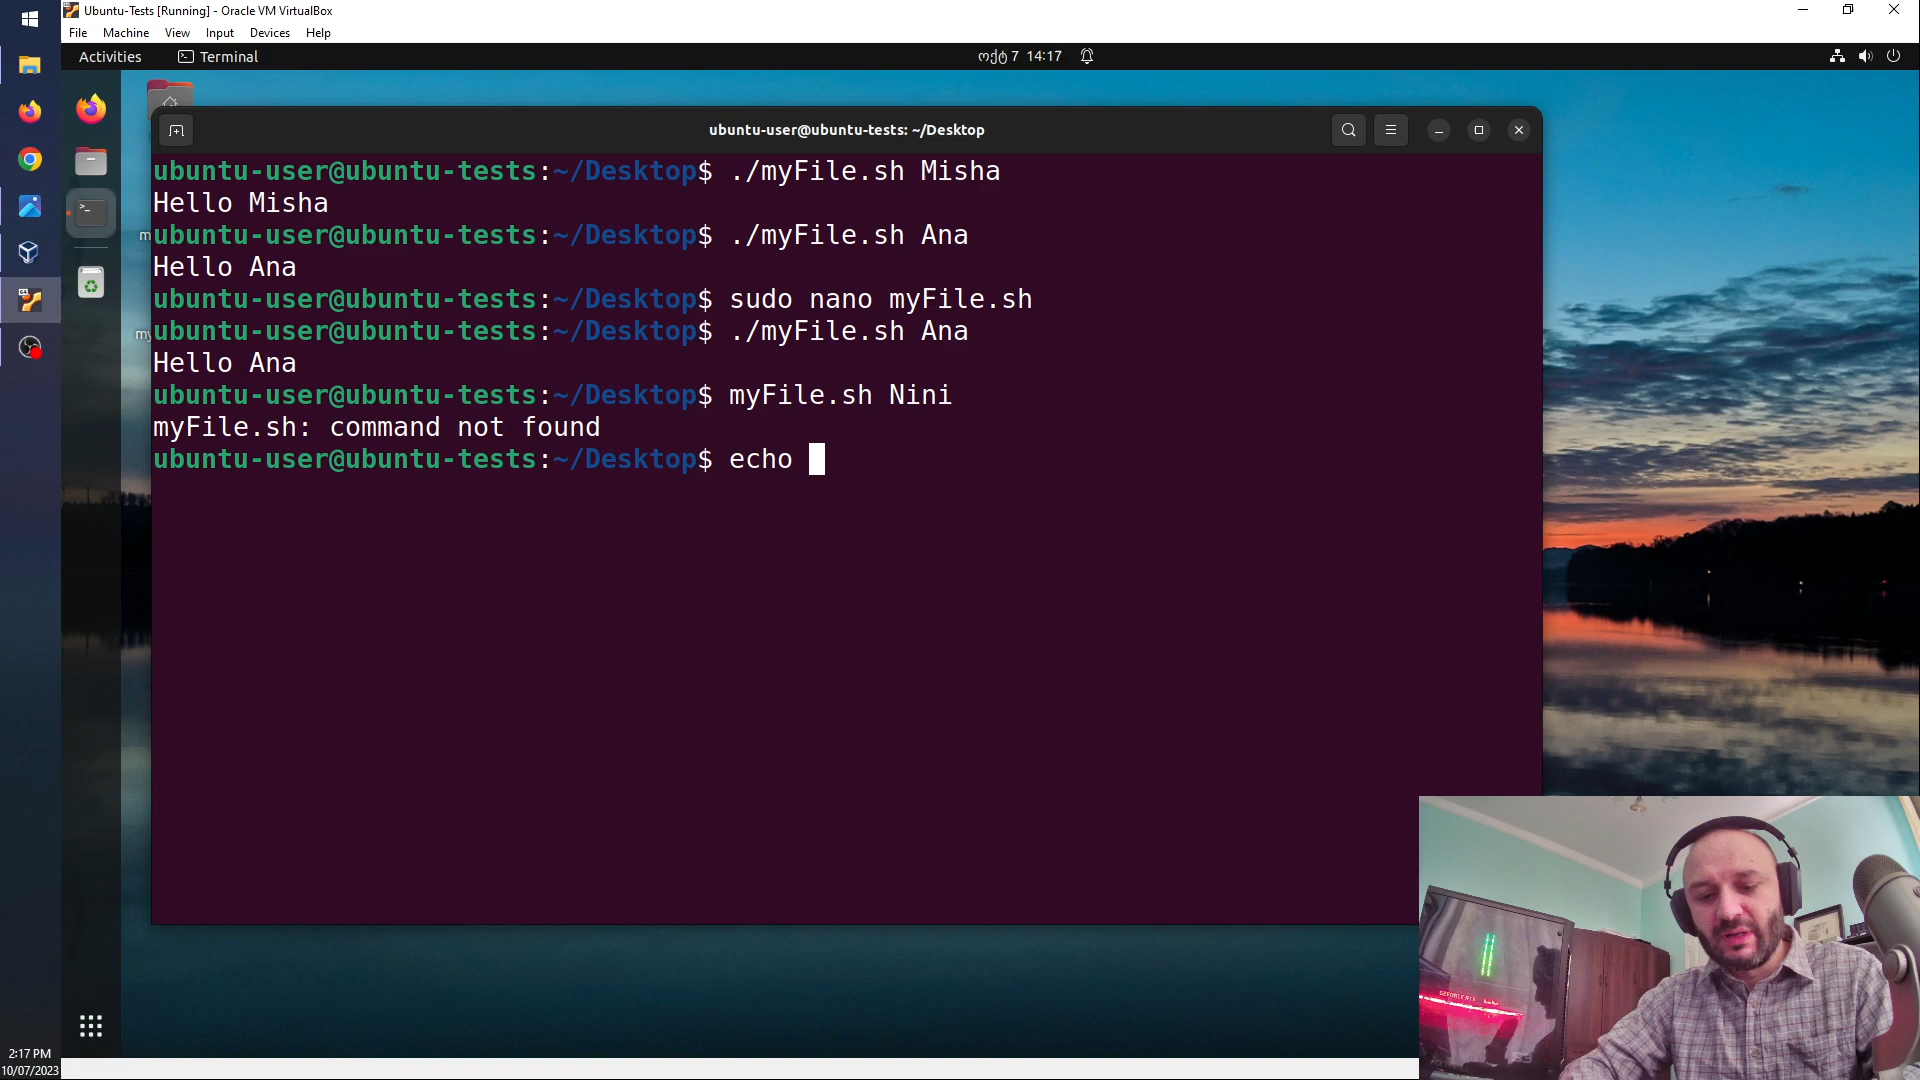 Ubuntu-Tests [Running] - Oracle VM VirtualBox
File Machine View Input Devices Help
Activities Terminal ოქტ 7 14:17
ubuntu-user@ubuntu-tests: ~/Desktop
ubuntu-user@ubuntu-tests:~/Desktop$ ./myFile.sh Misha
Hello Misha
ubuntu-user@ubuntu-tests:~/Desktop$ ./myFile.sh Ana
Hello Ana
ubuntu-user@ubuntu-tests:~/Desktop$ sudo nano myFile.sh
ubuntu-user@ubuntu-tests:~/Desktop$ ./myFile.sh Ana
Hello Ana
ubuntu-user@ubuntu-tests:~/Desktop$ myFile.sh Nini
myFile.sh: command not found
ubuntu-user@ubuntu-tests:~/Desktop$ echo
GEFORCE RTX
2:17 PM
10/07/2023